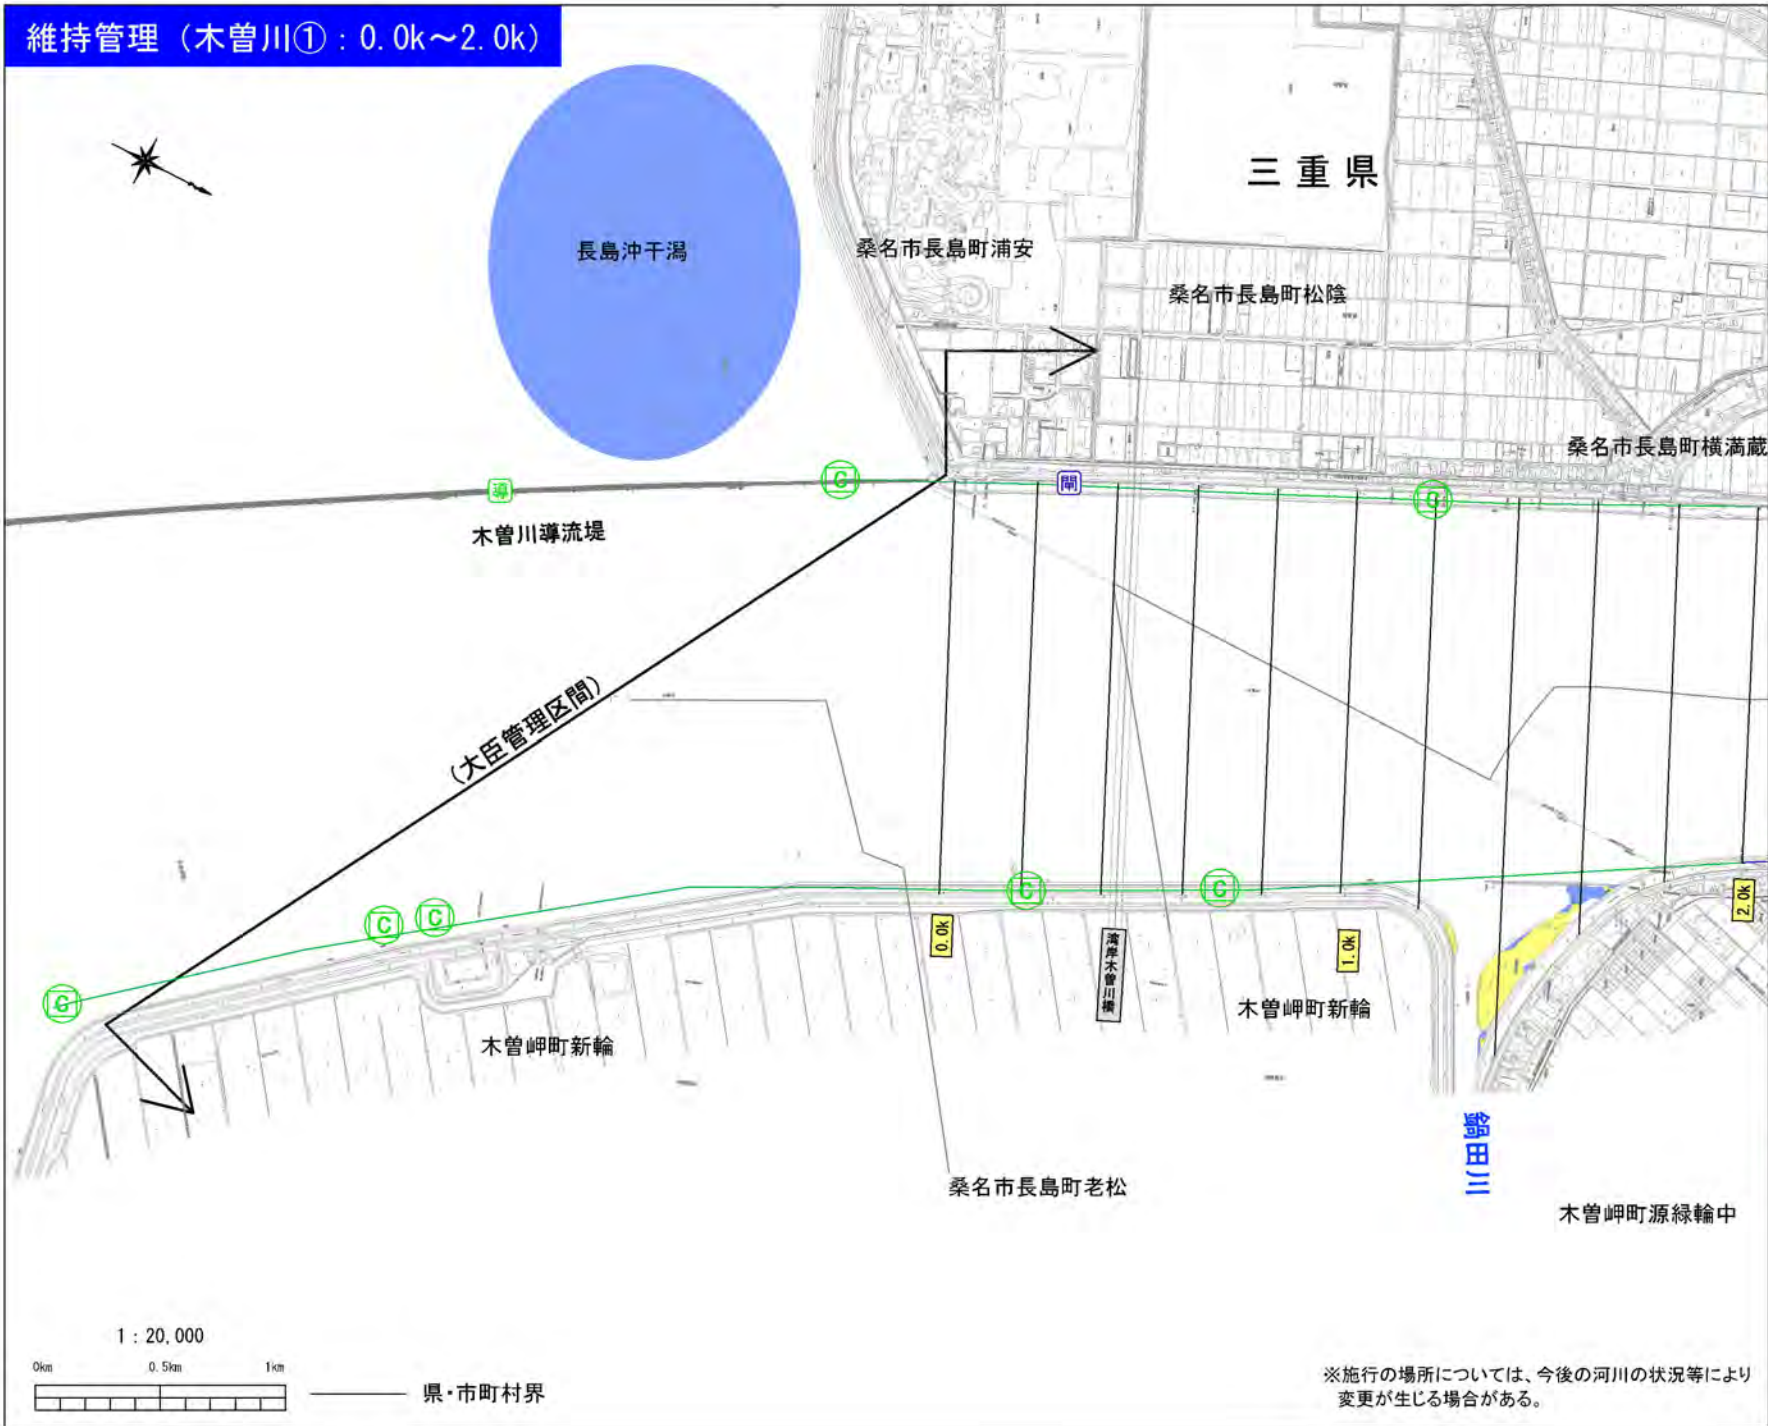 維持管理（木曽川①：0.0k～2.0k）
三重県
長島沖干潟
桑名市長島町浦安
桑名市長島町松陰
桑名市長島町横満蔵
導
C
閘
C
木曽川導流堤
(大臣管理区間)
C
C
C
C
C
0.0k
湾岸木曽川橋
1.0k
2.0k
木曽岬町新輪
木曽岬町新輪
鍋田川
桑名市長島町老松
木曽岬町源緑輪中
1：20,000
0km 0.5km 1km
県・市町村界
※施行の場所については、今後の河川の状況等により
変更が生じる場合がある。